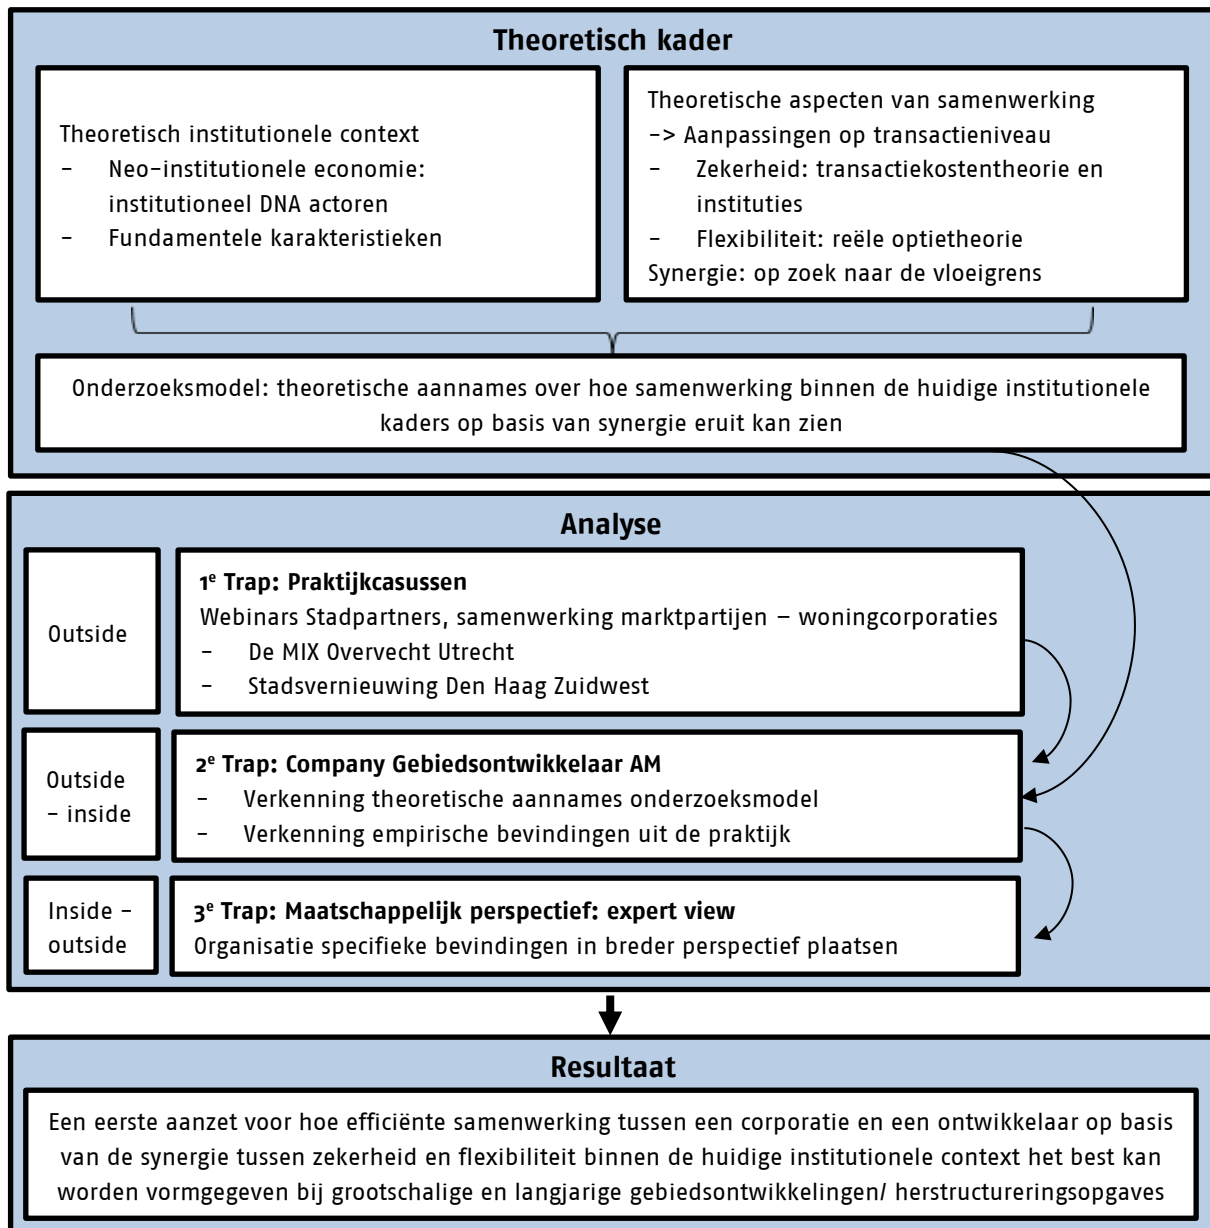 Theoretisch kader
Theoretisch institutionele context
- Neo-institutionele economie:
institutioneel DNA actoren
- Fundamentele karakteristieken
Theoretische aspecten van samenwerking
-> Aanpassingen op transactieniveau
- Zekerheid: transactiekostentheorie en
instituties
- Flexibiliteit: reële optietheorie
Synergie: op zoek naar de vloeigrens
Onderzoeksmodel: theoretische aannames over hoe samenwerking binnen de huidige institutionele
kaders op basis van synergie eruit kan zien
Analyse
Outside
1e Trap: Praktijkcasussen
Webinars Stadpartners, samenwerking marktpartijen – woningcorporaties
- De MIX Overvecht Utrecht
- Stadsvernieuwing Den Haag Zuidwest
Outside
- inside
2e Trap: Company Gebiedsontwikkelaar AM
- Verkenning theoretische aannames onderzoeksmodel
- Verkenning empirische bevindingen uit de praktijk
Inside -
outside
3e Trap: Maatschappelijk perspectief: expert view
Organisatie specifieke bevindingen in breder perspectief plaatsen
Resultaat
Een eerste aanzet voor hoe efficiënte samenwerking tussen een corporatie en een ontwikkelaar op basis
van de synergie tussen zekerheid en flexibiliteit binnen de huidige institutionele context het best kan
worden vormgegeven bij grootschalige en langjarige gebiedsontwikkelingen/ herstructureringsopgaves